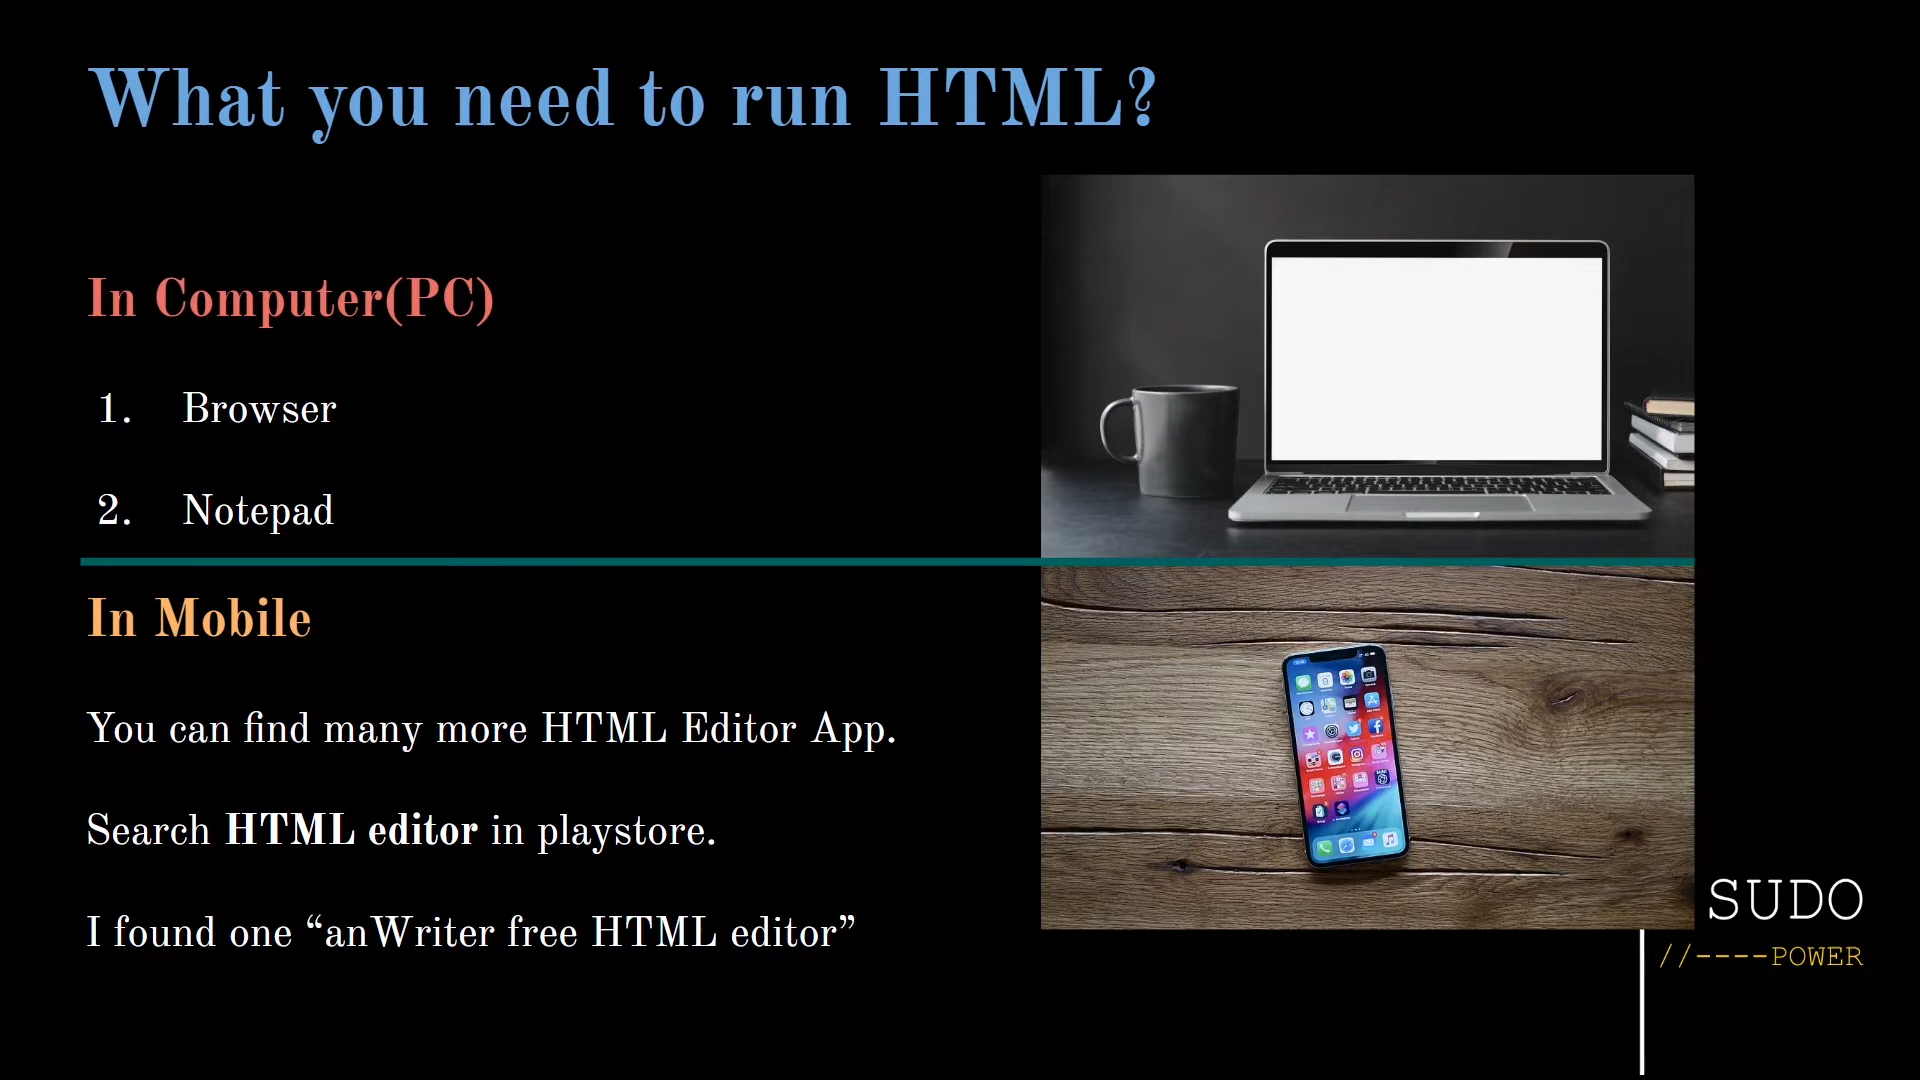 What you need to run HTML?
In Computer(PC)
1. Browser
2. Notepad
In Mobile
You can find many more HTML Editor App.
Search HTML editor in playstore.
I found one “anWriter free HTML editor”
SUDO
//----POWER